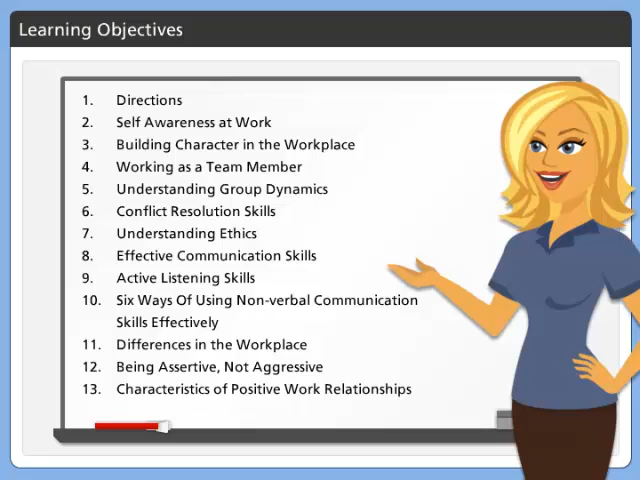 Learning Objectives
1. Directions
2. Self Awareness at Work
3. Building Character in the Workplace
4. Working as a Team Member
5. Understanding Group Dynamics
6. Conflict Resolution Skills
7. Understanding Ethics
8. Effective Communication Skills
9. Active Listening Skills
10. Six Ways Of Using Non-verbal Communication
Skills Effectively
11. Differences in the Workplace
12. Being Assertive, Not Aggressive
13. Characteristics of Positive Work Relationships